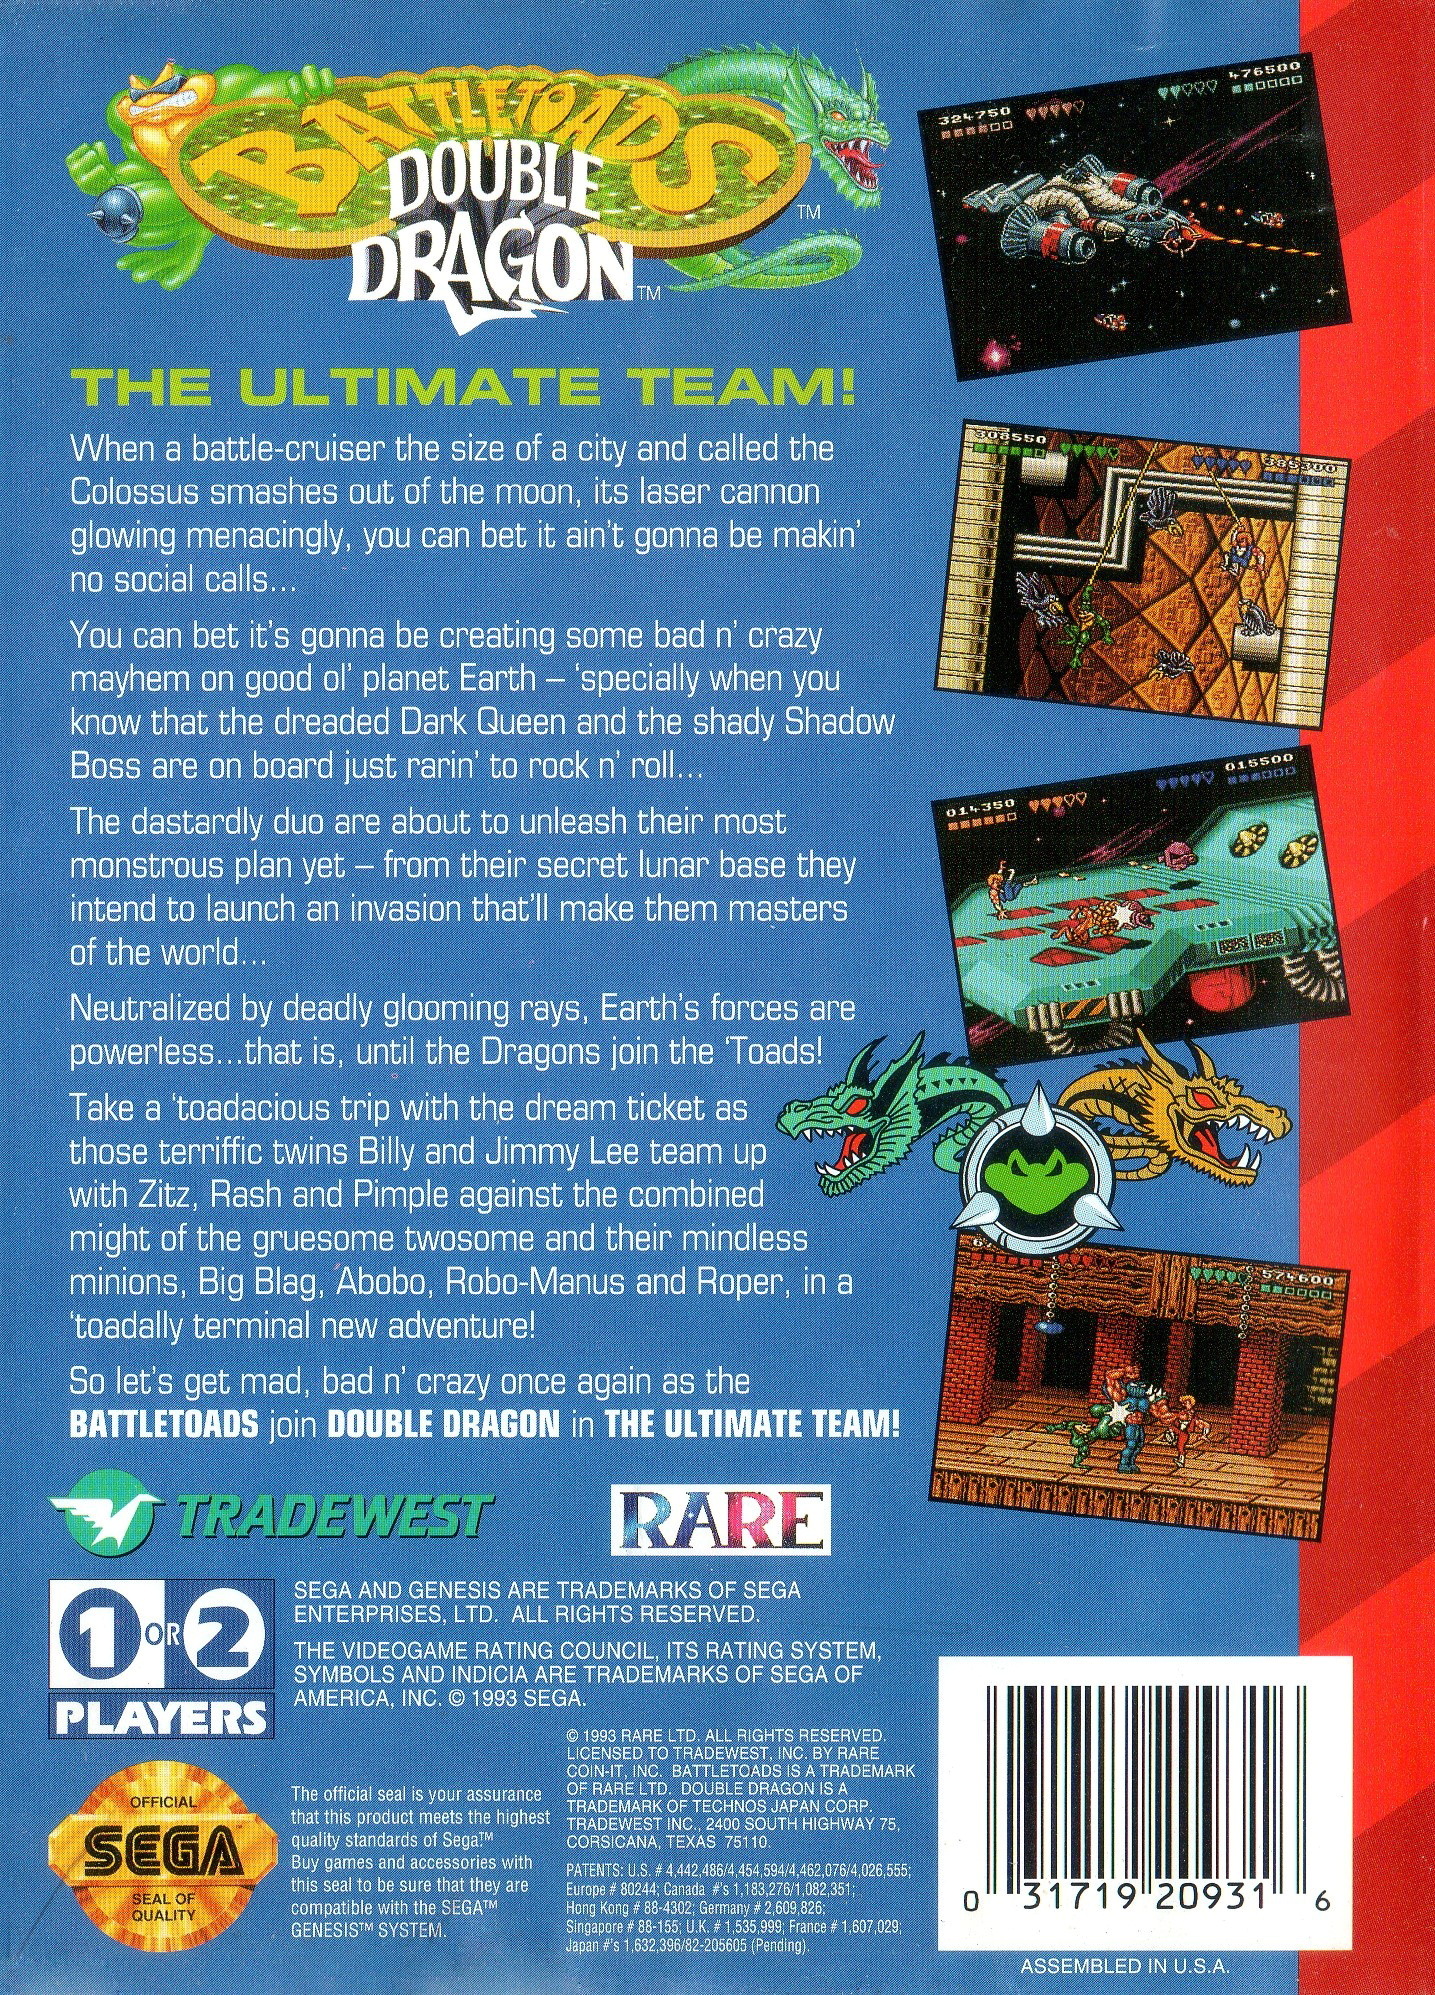 BATTLETOADS
DOUBLE
DRAGON
TM
TM
THE ULTIMATE TEAM!
When a battle-cruiser the size of a city and called the
Colossus smashes out of the moon, its laser cannon
glowing menacingly, you can bet it ain't gonna be makin'
no social calls...
You can bet it's gonna be creating some bad n' crazy
mayhem on good ol' planet Earth – 'specially when you
know that the dreaded Dark Queen and the shady Shadow
Boss are on board just rarin' to rock n' roll...
The dastardly duo are about to unleash their most
monstrous plan yet – from their secret lunar base they
intend to launch an invasion that'll make them masters
of the world...
Neutralized by deadly glooming rays, Earth's forces are
powerless...that is, until the Dragons join the 'Toads!
Take a 'toadacious trip with the dream ticket as
those terriffic twins Billy and Jimmy Lee team up
with Zitz, Rash and Pimple against the combined
might of the gruesome twosome and their mindless
minions, Big Blag, Abobo, Robo-Manus and Roper, in a
'toadally terminal new adventure!
So let's get mad, bad n' crazy once again as the
BATTLETOADS join DOUBLE DRAGON in THE ULTIMATE TEAM!
324750
476500
308550
385300
014350
015500
574600
TRADEWEST
RARE
1 OR 2
PLAYERS
SEGA AND GENESIS ARE TRADEMARKS OF SEGA
ENTERPRISES, LTD. ALL RIGHTS RESERVED.
THE VIDEOGAME RATING COUNCIL, ITS RATING SYSTEM,
SYMBOLS AND INDICIA ARE TRADEMARKS OF SEGA OF
AMERICA, INC. © 1993 SEGA.
OFFICIAL
SEGA
SEAL OF
QUALITY
The official seal is your assurance
that this product meets the highest
quality standards of Sega.™
Buy games and accessories with
this seal to be sure that they are
compatible with the SEGA™
GENESIS™ SYSTEM.
© 1993 RARE LTD. ALL RIGHTS RESERVED.
LICENSED TO TRADEWEST, INC. BY RARE
COIN-IT, INC. BATTLETOADS IS A TRADEMARK
OF RARE LTD. DOUBLE DRAGON IS A
TRADEMARK OF TECHNOS JAPAN CORP.
TRADEWEST INC., 2400 SOUTH HIGHWAY 75,
CORSICANA, TEXAS 75110.
PATENTS: U.S. # 4,442,486/4,454,594/4,462,076/4,026,555;
Europe # 80244; Canada #'s 1,183,276/1,082,351;
Hong Kong # 88-4302; Germany # 2,609,826;
Singapore # 88-155; U.K. # 1,535,999; France # 1,607,029;
Japan #'s 1,632,396/82-205605 (Pending).
0 31719 20931 6
ASSEMBLED IN U.S.A.